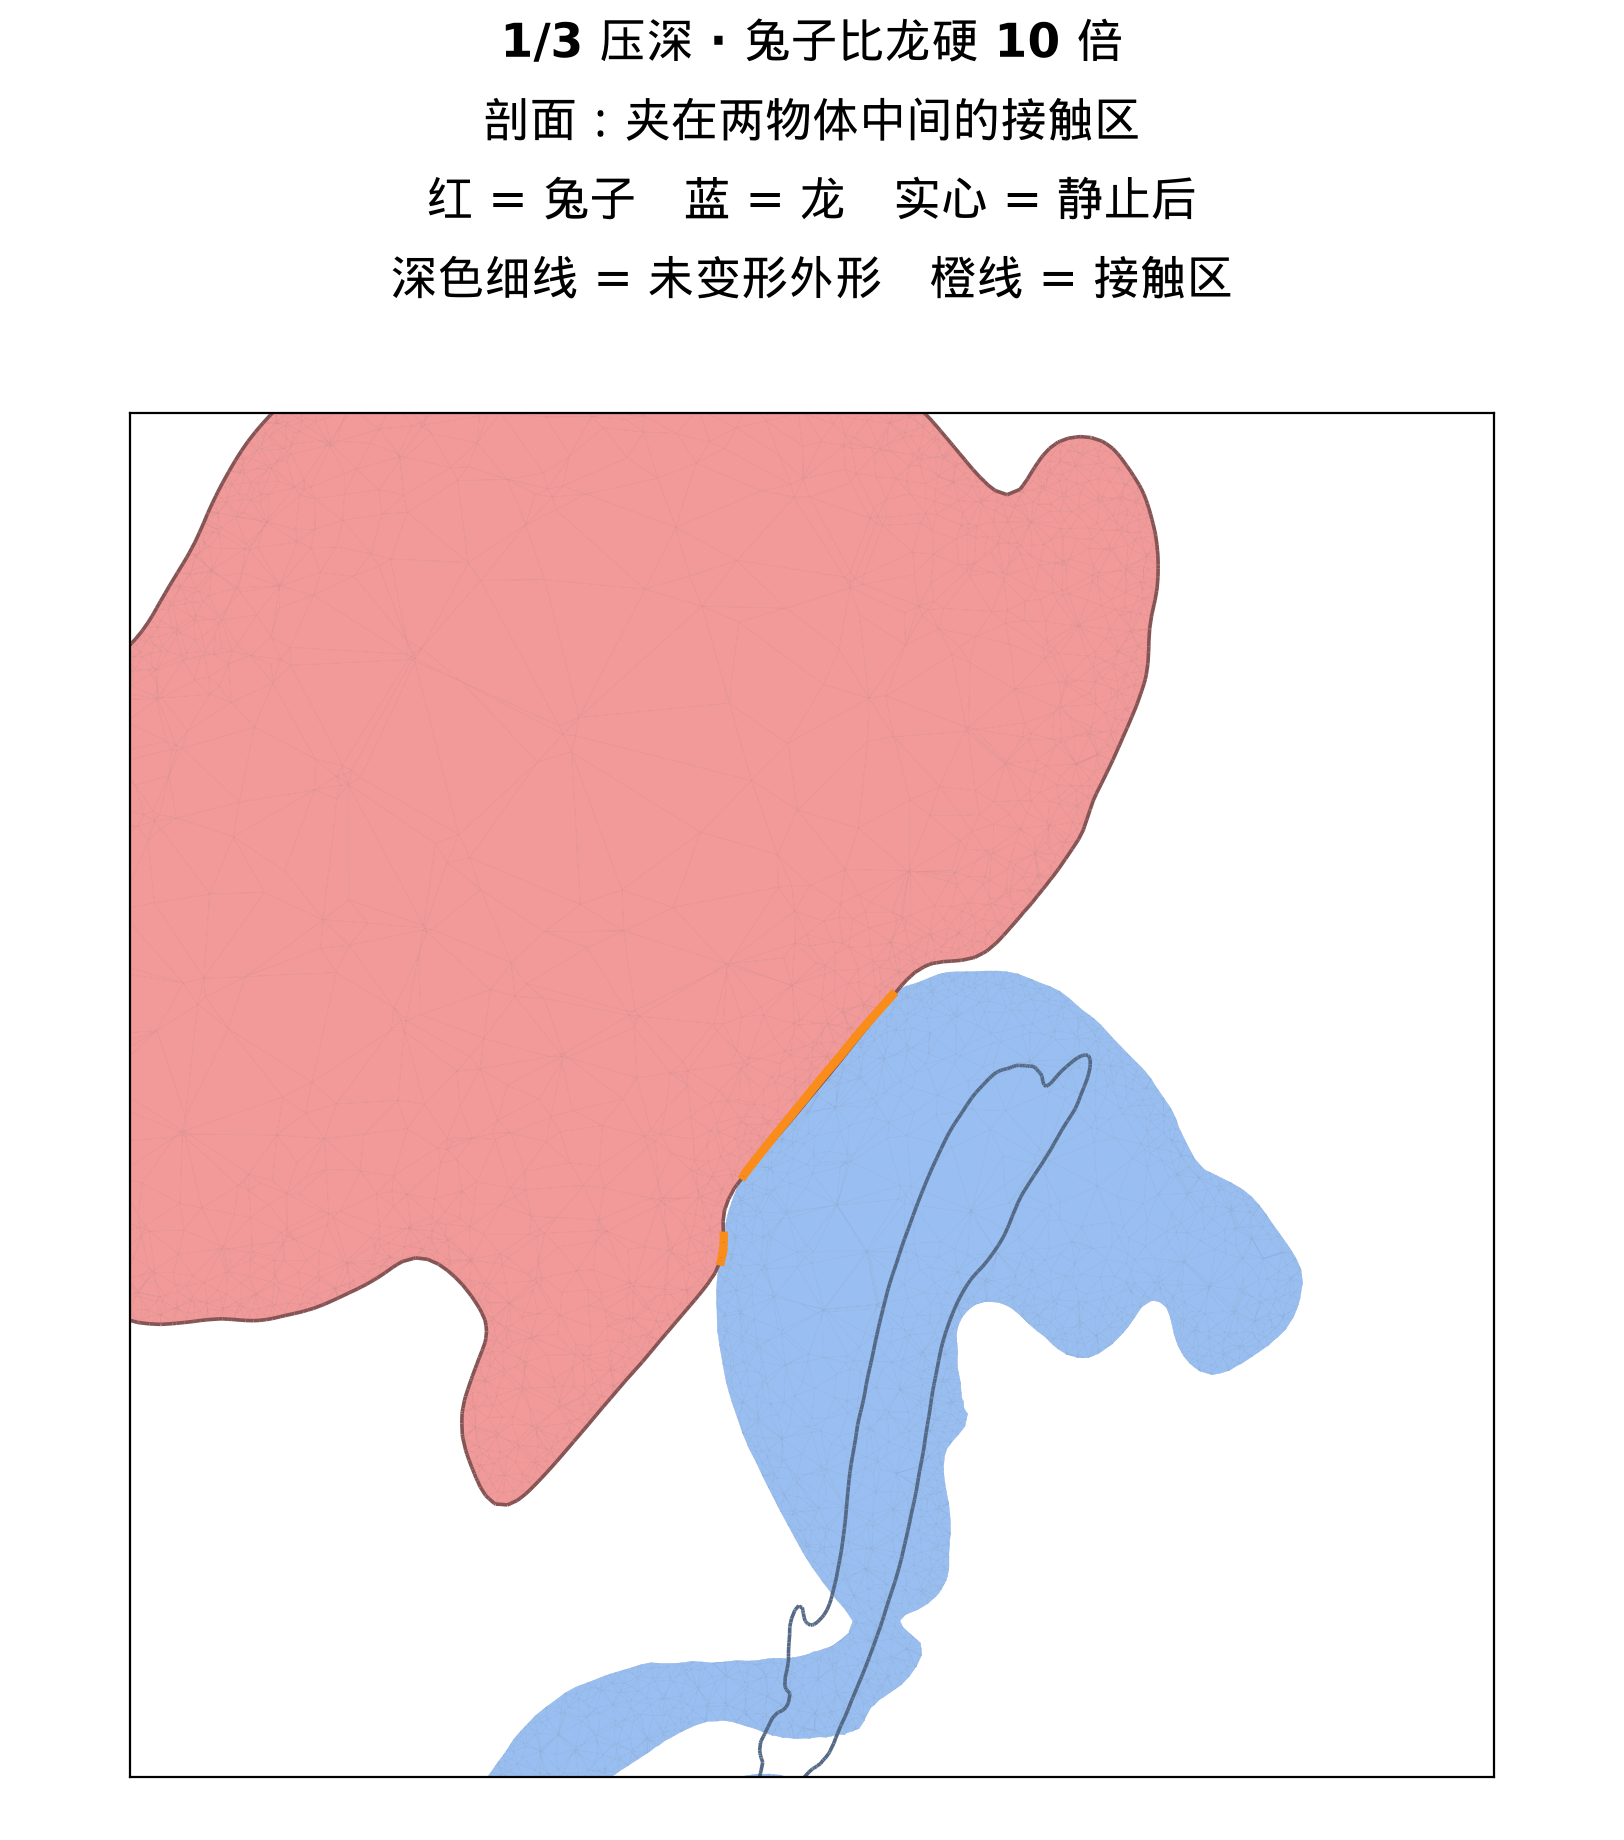 1/3 压深 · 兔子比龙硬 10 倍
剖面：夹在两物体中间的接触区
红 = 兔子　蓝 = 龙　实心 = 静止后
深色细线 = 未变形外形　橙线 = 接触区